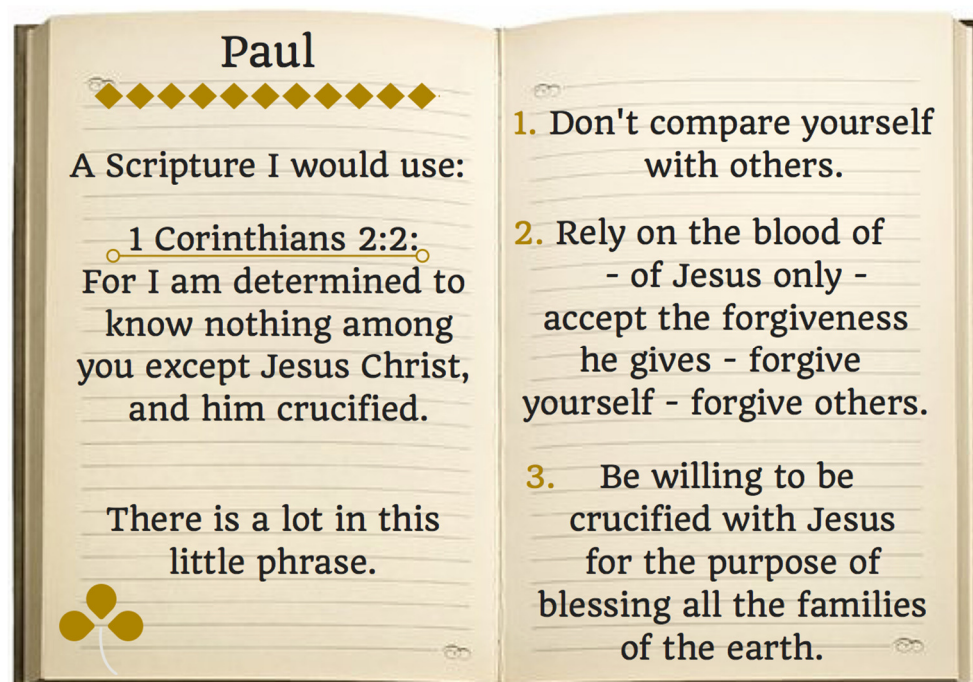 Paul
A Scripture I would use:
1 Corinthians 2:2:
For I am determined to
know nothing among
you except Jesus Christ,
and him crucified.
There is a lot in this
little phrase.
1. Don't compare yourself
with others.
2. Rely on the blood of
- of Jesus only -
accept the forgiveness
he gives - forgive
yourself - forgive others.
3. Be willing to be
crucified with Jesus
for the purpose of
blessing all the families
of the earth.